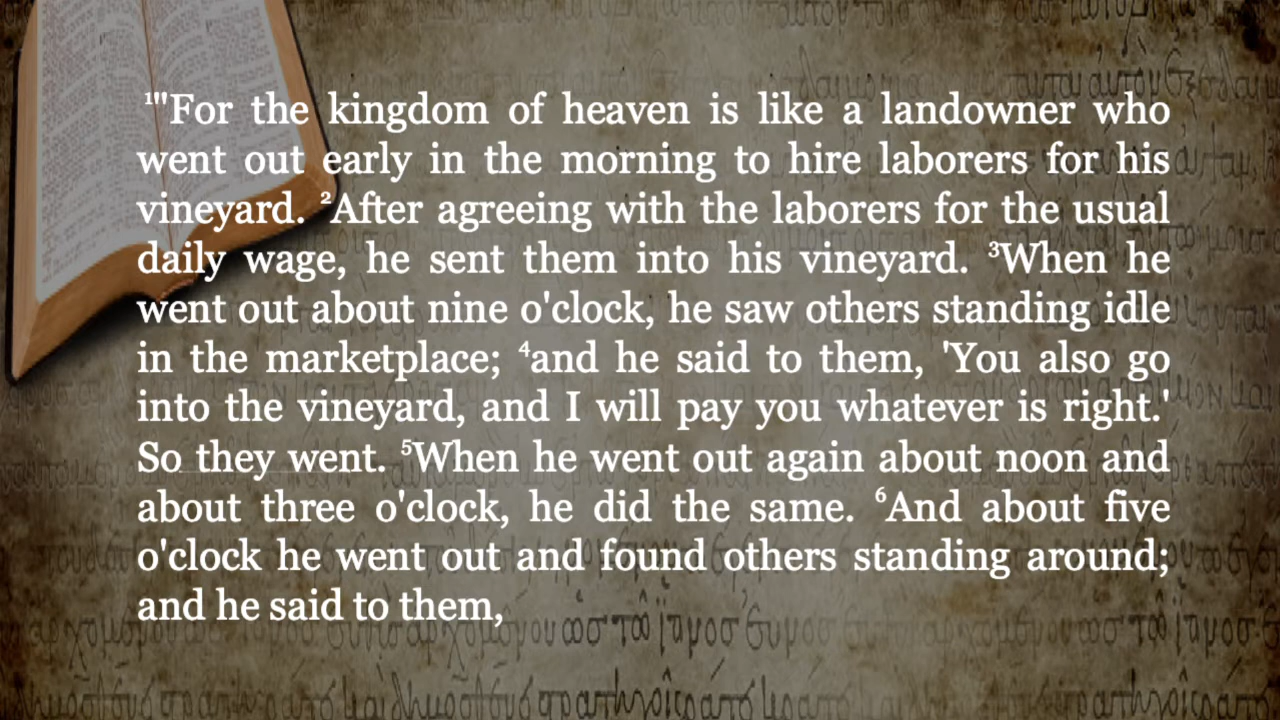 ¹"For the kingdom of heaven is like a landowner who
went out early in the morning to hire laborers for his
vineyard. ²After agreeing with the laborers for the usual
daily wage, he sent them into his vineyard. ³When he
went out about nine o'clock, he saw others standing idle
in the marketplace; ⁴and he said to them, 'You also go
into the vineyard, and I will pay you whatever is right.'
So they went. ⁵When he went out again about noon and
about three o'clock, he did the same. ⁶And about five
o'clock he went out and found others standing around;
and he said to them,